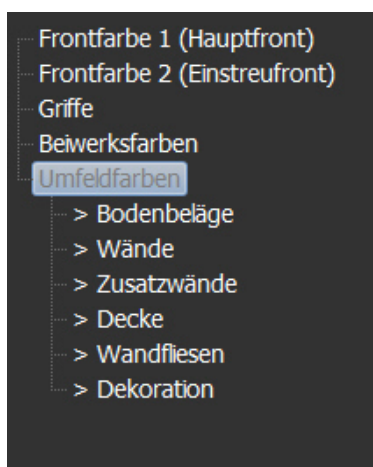 Frontfarbe 1 (Hauptfront)
Frontfarbe 2 (Einstreufront)
Griffe
Beiwerksfarben
Umfeldfarben
> Bodenbeläge
> Wände
> Zusatzwände
> Decke
> Wandfliesen
> Dekoration